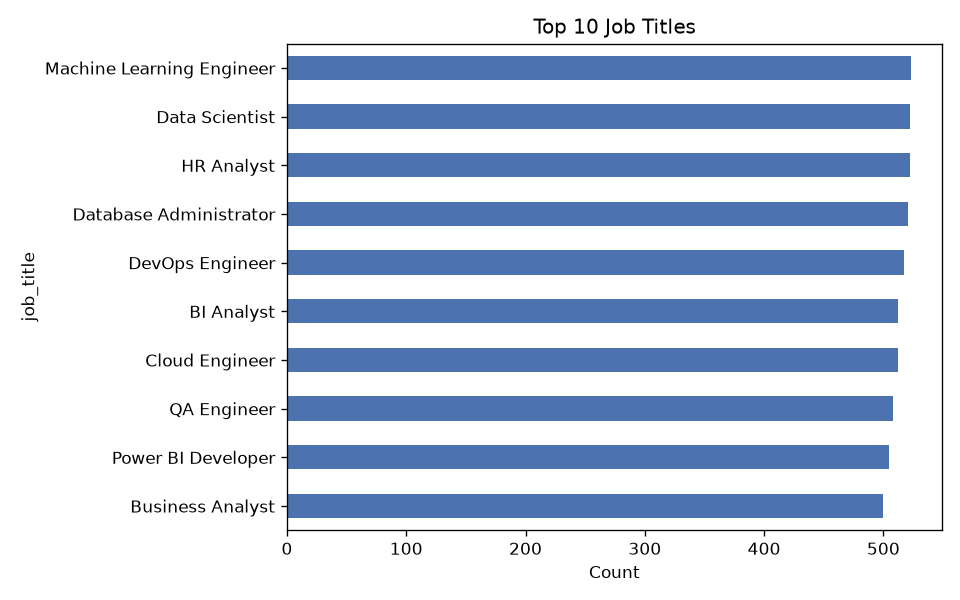 Top 10 Job Titles
Machine Learning Engineer
Data Scientist
HR Analyst
Database Administrator
DevOps Engineer
BI Analyst
Cloud Engineer
QA Engineer
Power BI Developer
Business Analyst
job_title
0 100 200 300 400 500
Count